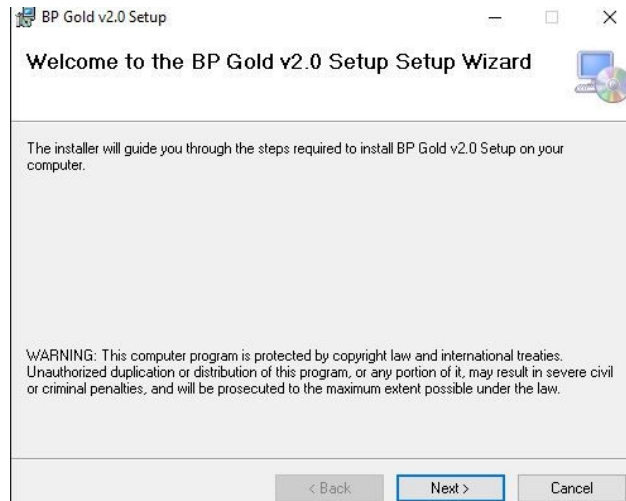 BP Gold v2.0 Setup
Welcome to the BP Gold v2.0 Setup Setup Wizard
The installer will guide you through the steps required to install BP Gold v2.0 Setup on your
computer.
WARNING: This computer program is protected by copyright law and international treaties.
Unauthorized duplication or distribution of this program, or any portion of it, may result in severe civil
or criminal penalties, and will be prosecuted to the maximum extent possible under the law.
< Back Next > Cancel